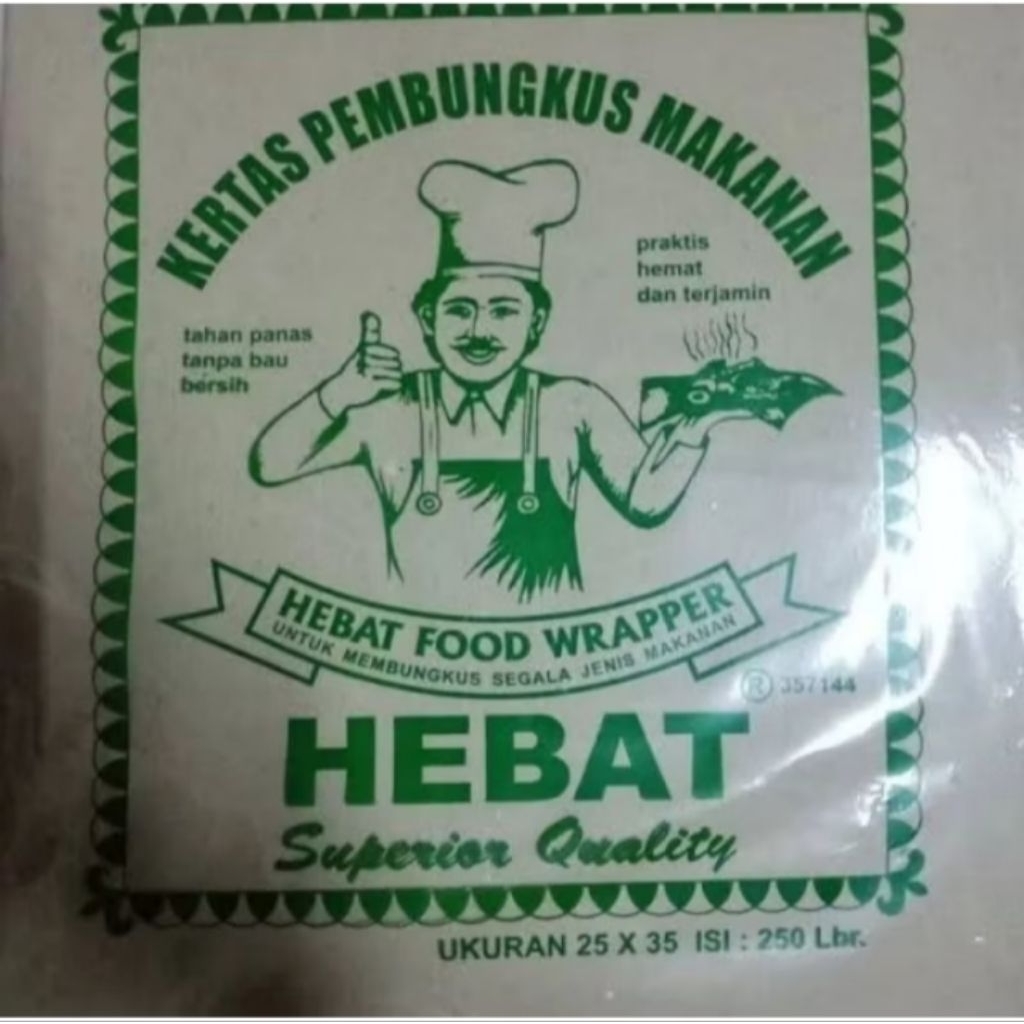 KERTAS PEMBUNGKUS MAKANAN
praktis
hemat
dan terjamin
tahan panas
tanpa bau
bersih
HEBAT FOOD WRAPPER
UNTUK MEMBUNGKUS SEGALA JENIS MAKANAN
® 357144
HEBAT
Superior Quality
UKURAN 25 X 35 ISI : 250 Lbr.